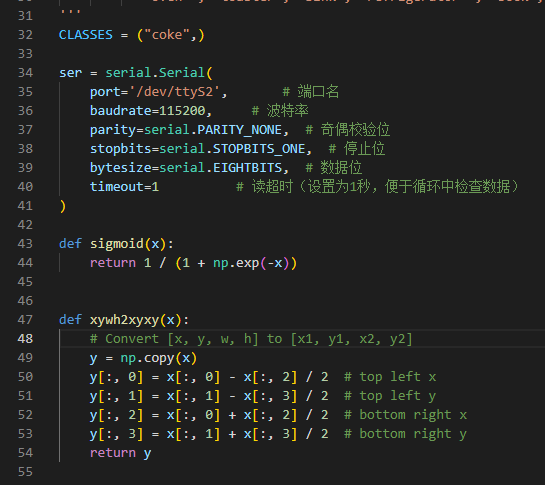 31 '''
32 CLASSES = ("coke",)
33
34 ser = serial.Serial(
35     port='/dev/ttyS2',       # 端口名
36     baudrate=115200,     # 波特率
37     parity=serial.PARITY_NONE,  # 奇偶校验位
38     stopbits=serial.STOPBITS_ONE,  # 停止位
39     bytesize=serial.EIGHTBITS,  # 数据位
40     timeout=1          # 读超时（设置为1秒，便于循环中检查数据）
41 )
42
43 def sigmoid(x):
44     return 1 / (1 + np.exp(-x))
45
46
47 def xywh2xyxy(x):
48     # Convert [x, y, w, h] to [x1, y1, x2, y2]
49     y = np.copy(x)
50     y[:, 0] = x[:, 0] - x[:, 2] / 2  # top left x
51     y[:, 1] = x[:, 1] - x[:, 3] / 2  # top left y
52     y[:, 2] = x[:, 0] + x[:, 2] / 2  # bottom right x
53     y[:, 3] = x[:, 1] + x[:, 3] / 2  # bottom right y
54     return y
55